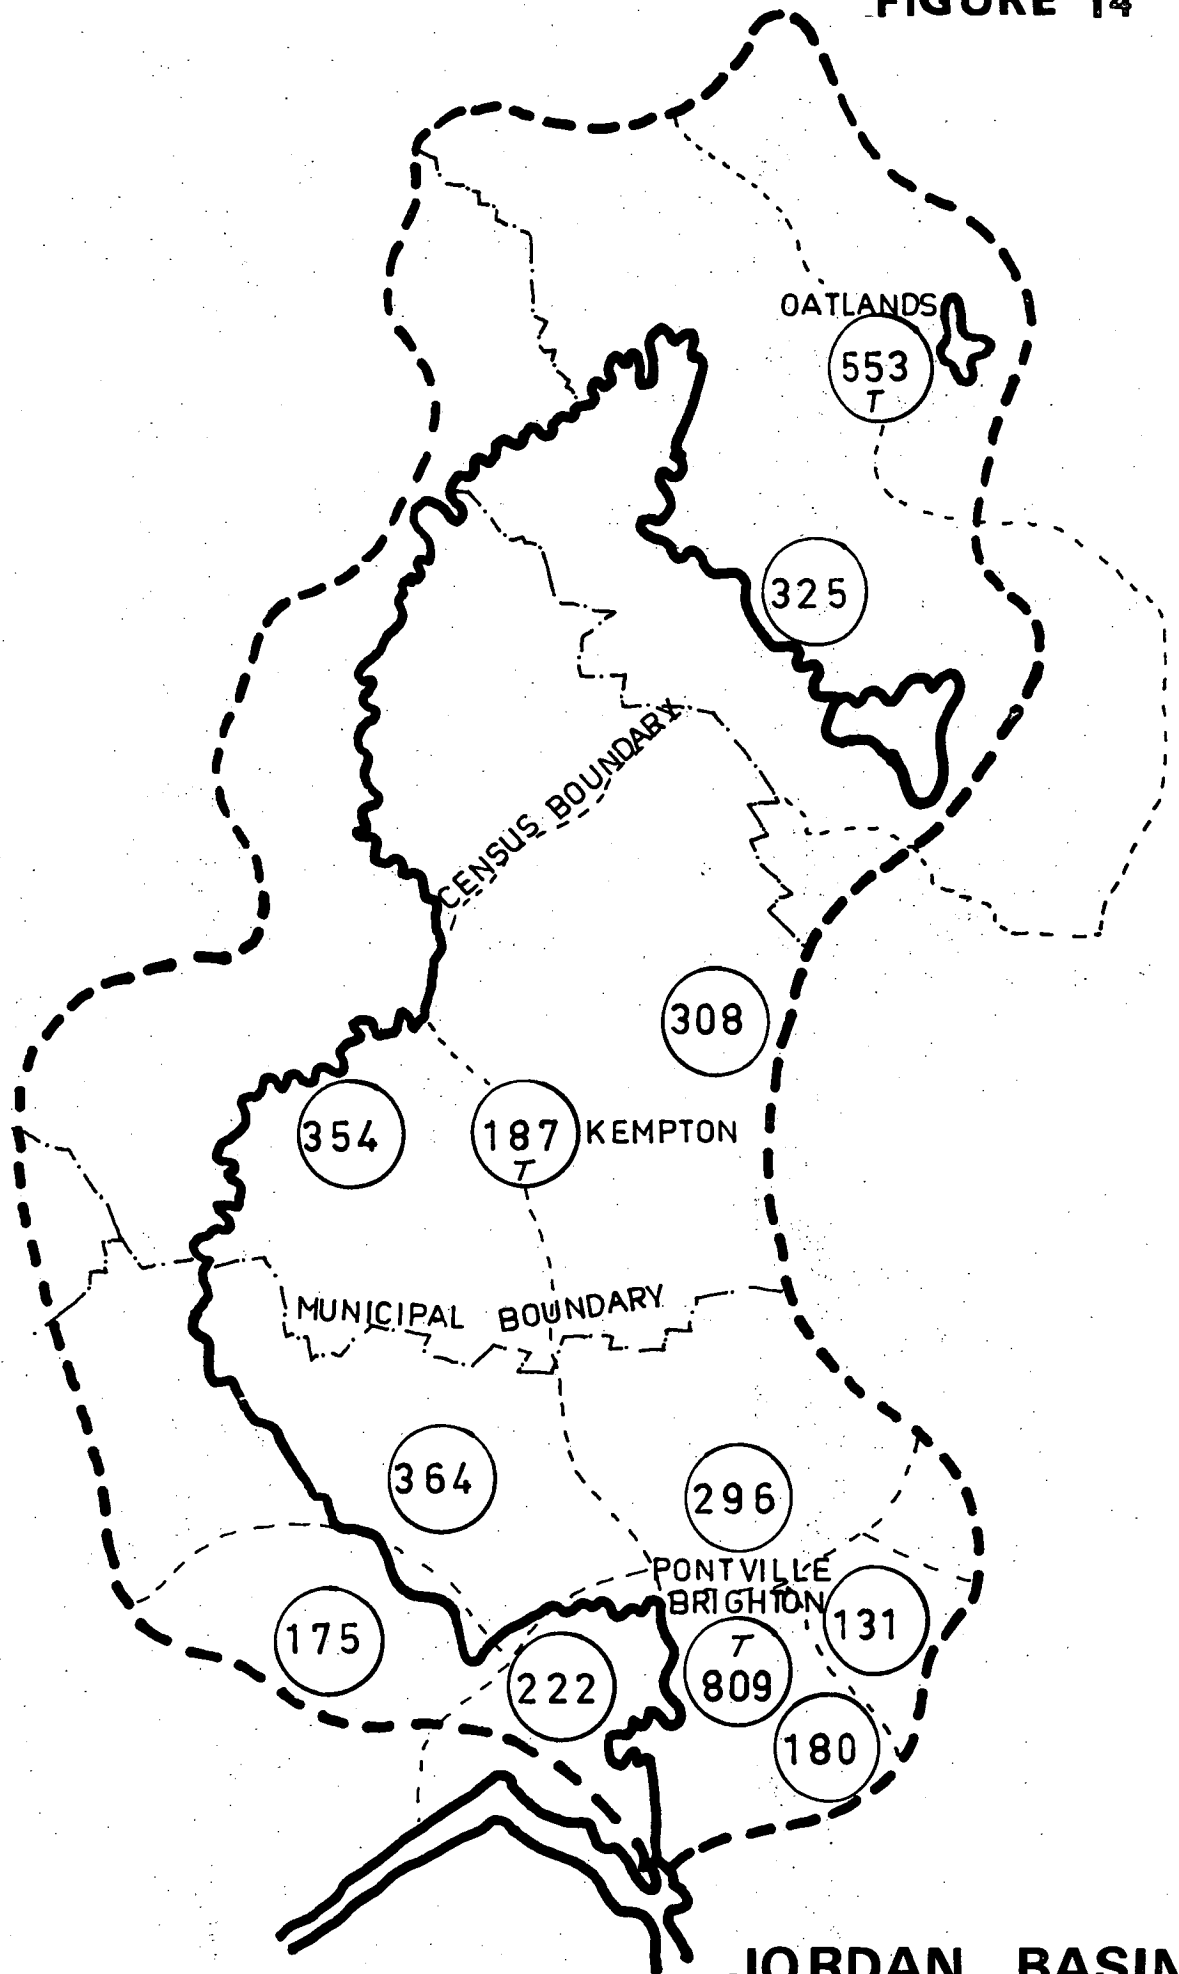 FIGURE 14
OATLANDS
553
T
325
CENSUS BOUNDARY
308
354
187
T
KEMPTON
MUNICIPAL BOUNDARY
364
296
PONTVILLE
BRIGHTON
131
175
T
809
222
180
JORDAN BASIN